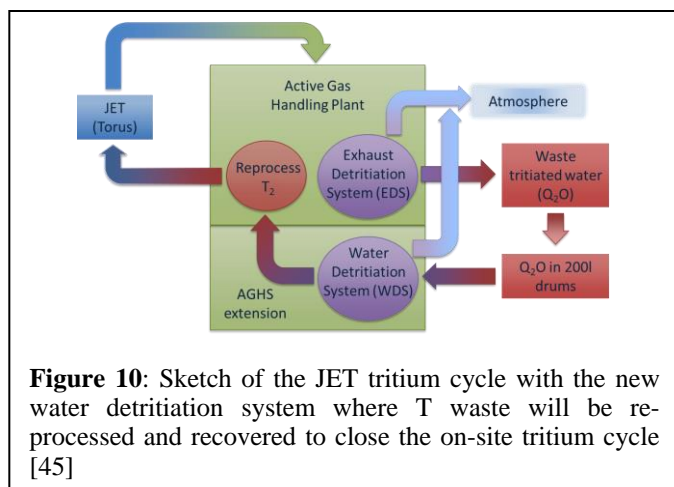 Active Gas
Handling Plant
JET
(Torus)
Atmosphere
Reprocess
T₂
Exhaust
Detritiation
System (EDS)
Waste
tritiated water
(Q₂O)
Water
Detritiation
System (WDS)
Q₂O in 200l
drums
AGHS
extension
Figure 10: Sketch of the JET tritium cycle with the new
water detritiation system where T waste will be re-
processed and recovered to close the on-site tritium cycle
[45]